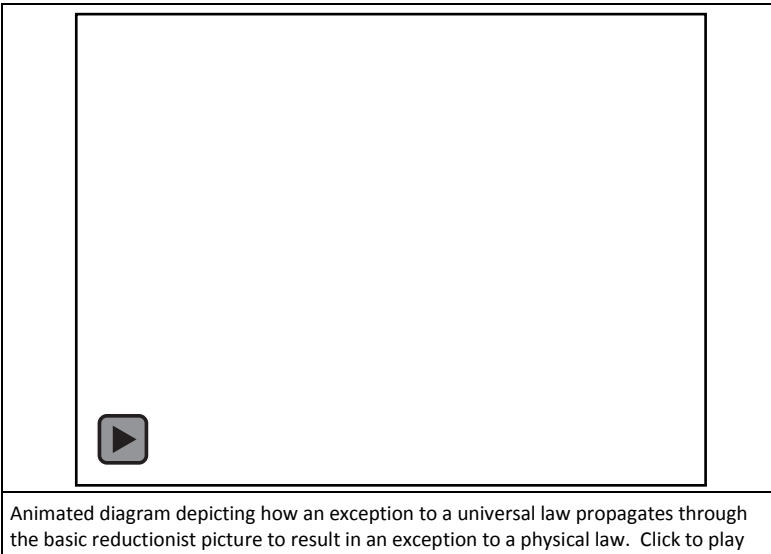 Animated diagram depicting how an exception to a universal law propagates through
the basic reductionist picture to result in an exception to a physical law.  Click to play